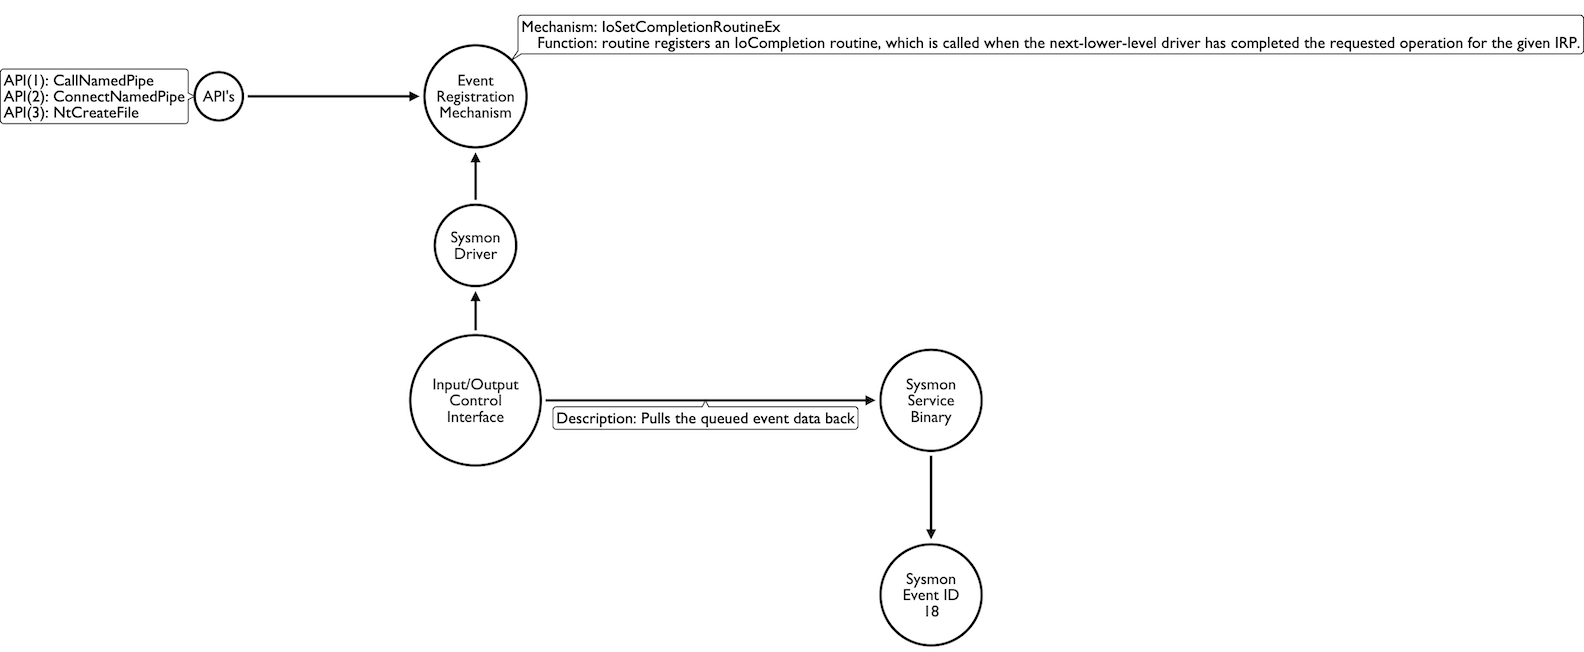 Mechanism: IoSetCompletionRoutineEx
Function: routine registers an IoCompletion routine, which is called when the next-lower-level driver has completed the requested operation for the given IRP.
API(1): CallNamedPipe
API(2): ConnectNamedPipe
API(3): NtCreateFile
API's
Event
Registration
Mechanism
Sysmon
Driver
Input/Output
Control
Interface
Description: Pulls the queued event data back
Sysmon
Service
Binary
Sysmon
Event ID
18